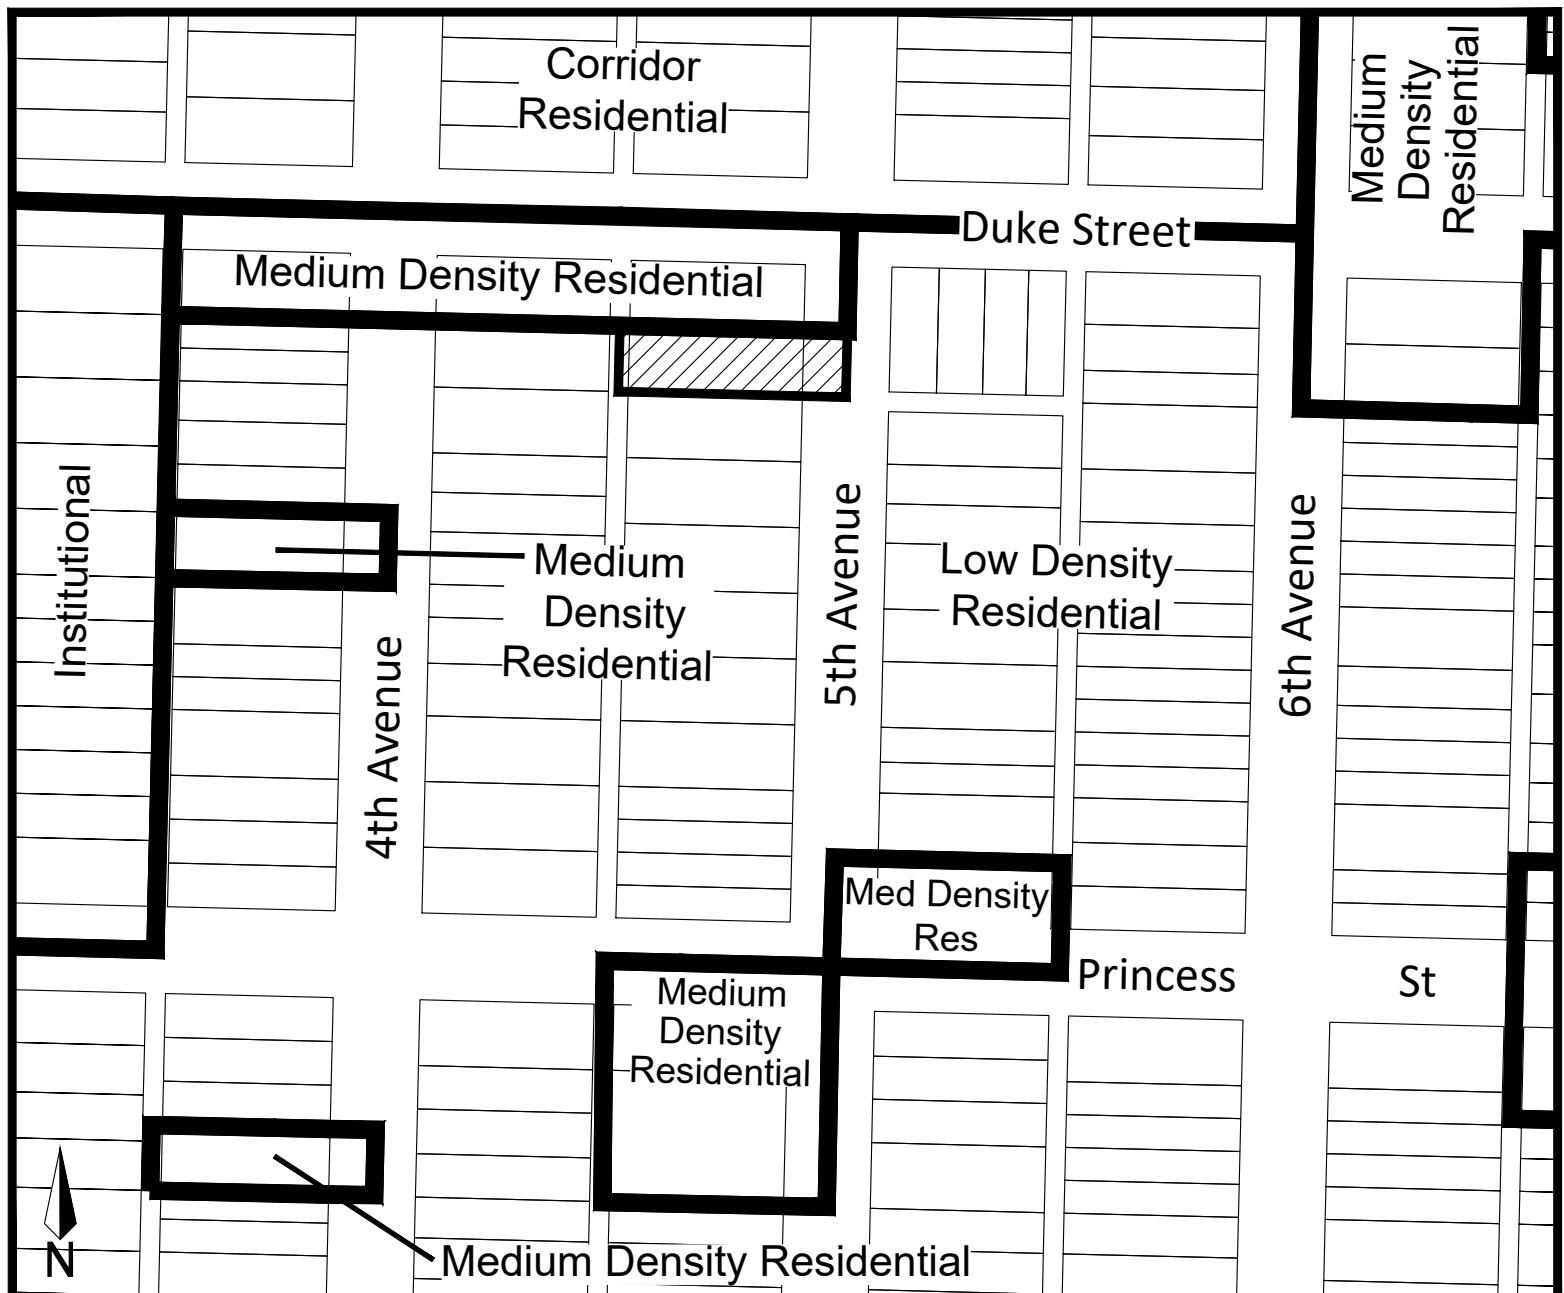 Corridor
Residential
Medium
Density
Residential
Duke Street
Medium Density Residential
Institutional
Medium
Density
Residential
4th Avenue
5th Avenue
Low Density
Residential
6th Avenue
Med Density
Res
Princess St
Medium
Density
Residential
N
Medium Density Residential